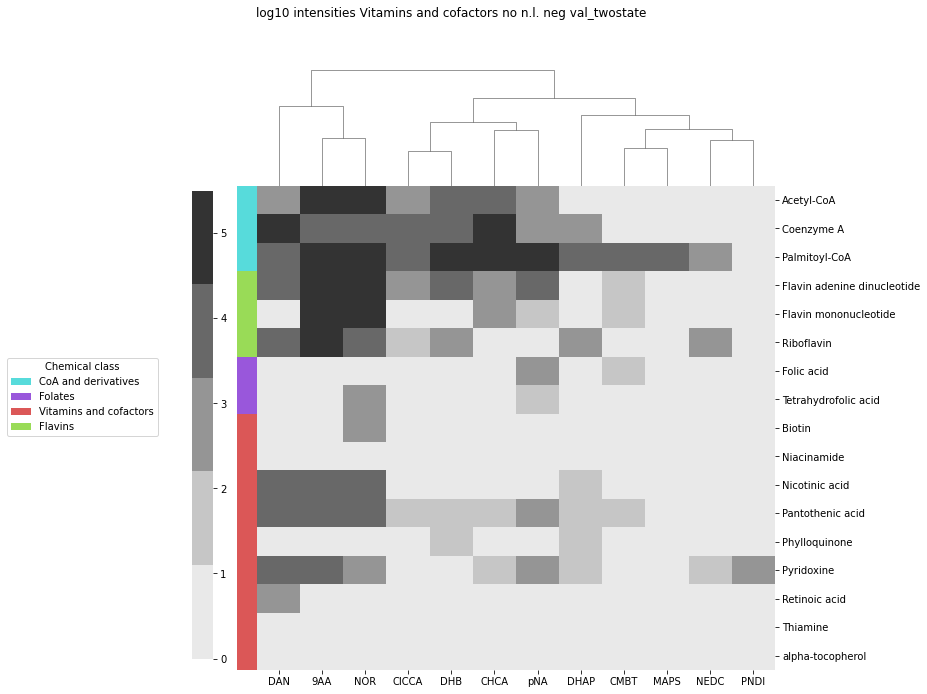 log10 intensities Vitamins and cofactors no n.l. neg val_twostate
Chemical class
CoA and derivatives
Folates
Vitamins and cofactors
Flavins
5
4
3
2
1
0
Acetyl-CoA
Coenzyme A
Palmitoyl-CoA
Flavin adenine dinucleotide
Flavin mononucleotide
Riboflavin
Folic acid
Tetrahydrofolic acid
Biotin
Niacinamide
Nicotinic acid
Pantothenic acid
Phylloquinone
Pyridoxine
Retinoic acid
Thiamine
alpha-tocopherol
DAN 9AA NOR ClCCA DHB CHCA pNA DHAP CMBT MAPS NEDC PNDI